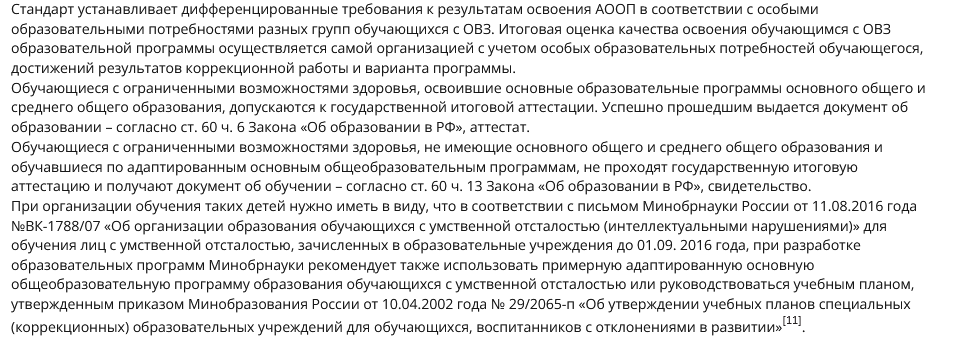 Стандарт устанавливает дифференцированные требования к результатам освоения АООП в соответствии с особыми
образовательными потребностями разных групп обучающихся с ОВЗ. Итоговая оценка качества освоения обучающимся с ОВЗ
образовательной программы осуществляется самой организацией с учетом особых образовательных потребностей обучающегося,
достижений результатов коррекционной работы и варианта программы.
Обучающиеся с ограниченными возможностями здоровья, освоившие основные образовательные программы основного общего и
среднего общего образования, допускаются к государственной итоговой аттестации. Успешно прошедшим выдается документ об
образовании – согласно ст. 60 ч. 6 Закона «Об образовании в РФ», аттестат.
Обучающиеся с ограниченными возможностями здоровья, не имеющие основного общего и среднего общего образования и
обучавшиеся по адаптированным основным общеобразовательным программам, не проходят государственную итоговую
аттестацию и получают документ об обучении – согласно ст. 60 ч. 13 Закона «Об образовании в РФ», свидетельство.
При организации обучения таких детей нужно иметь в виду, что в соответствии с письмом Минобрнауки России от 11.08.2016 года
№ВК-1788/07 «Об организации образования обучающихся с умственной отсталостью (интеллектуальными нарушениями)» для
обучения лиц с умственной отсталостью, зачисленных в образовательные учреждения до 01.09. 2016 года, при разработке
образовательных программ Минобрнауки рекомендует также использовать примерную адаптированную основную
общеобразовательную программу образования обучающихся с умственной отсталостью или руководствоваться учебным планом,
утвержденным приказом Минобразования России от 10.04.2002 года № 29/2065-п «Об утверждении учебных планов специальных
(коррекционных) образовательных учреждений для обучающихся, воспитанников с отклонениями в развитии»[11].